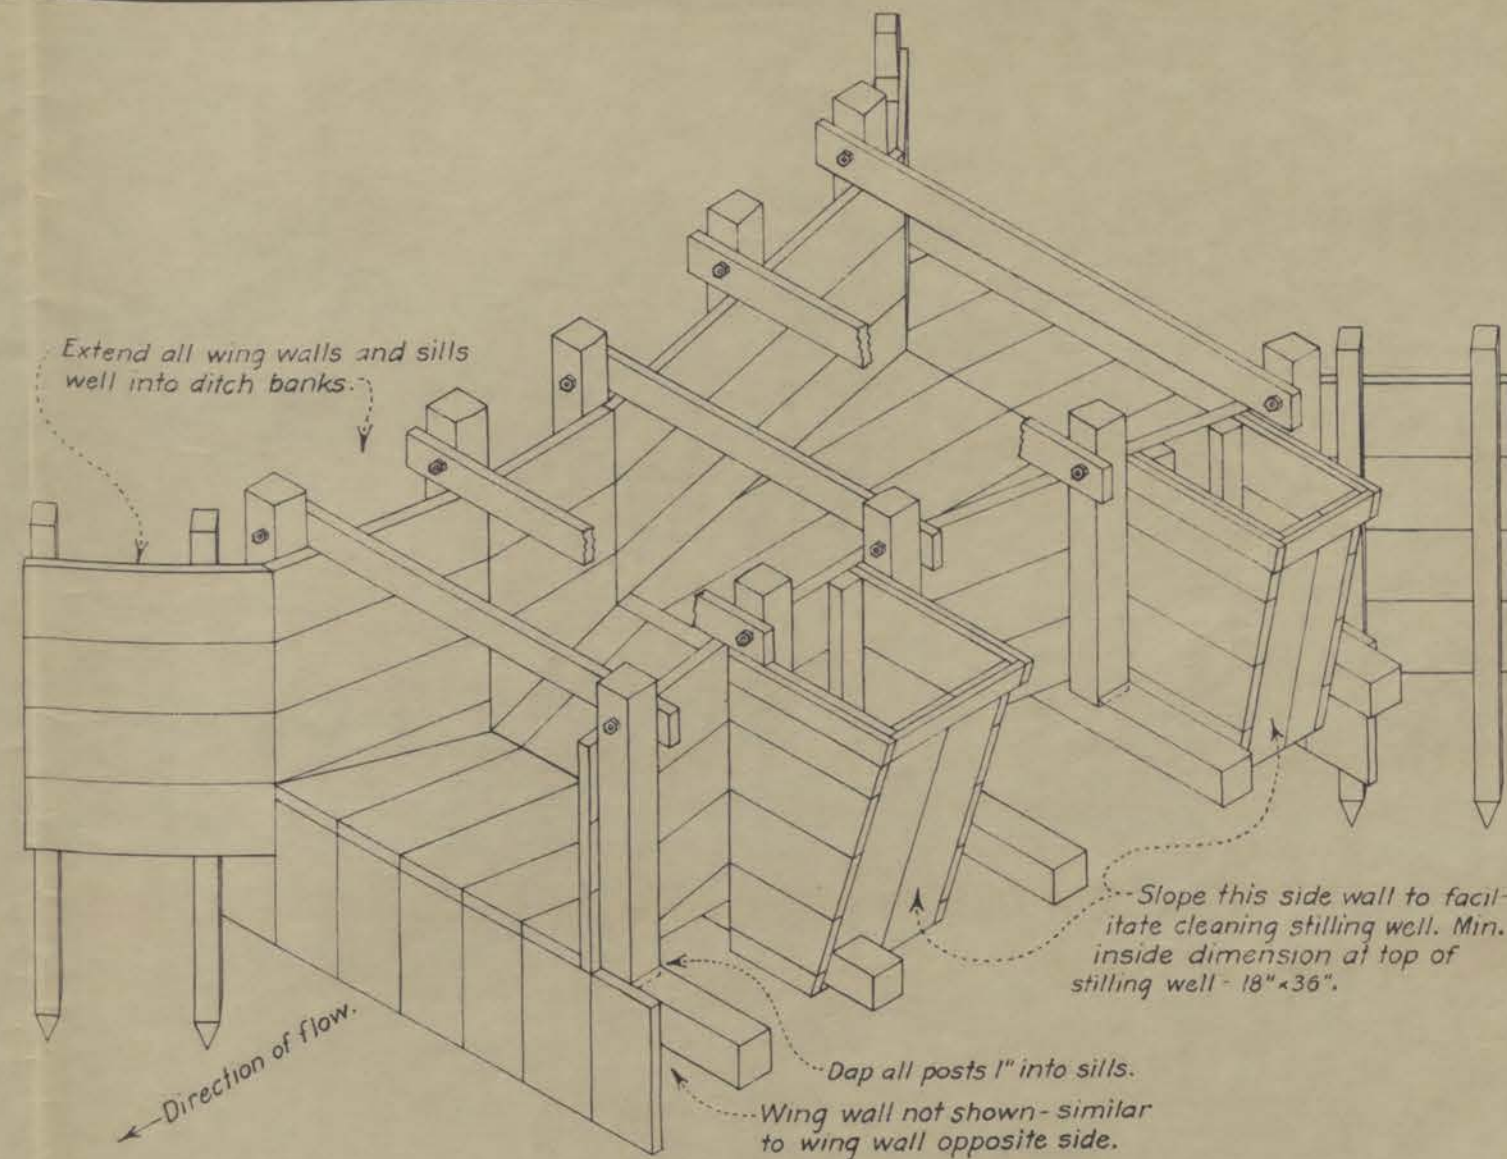 Extend all wing walls and sills
well into ditch banks.
Slope this side wall to facil-
itate cleaning stilling well. Min.
inside dimension at top of
stilling well - 18"×36".
Direction of flow.
Dap all posts 1" into sills.
Wing wall not shown - similar
to wing wall opposite side.